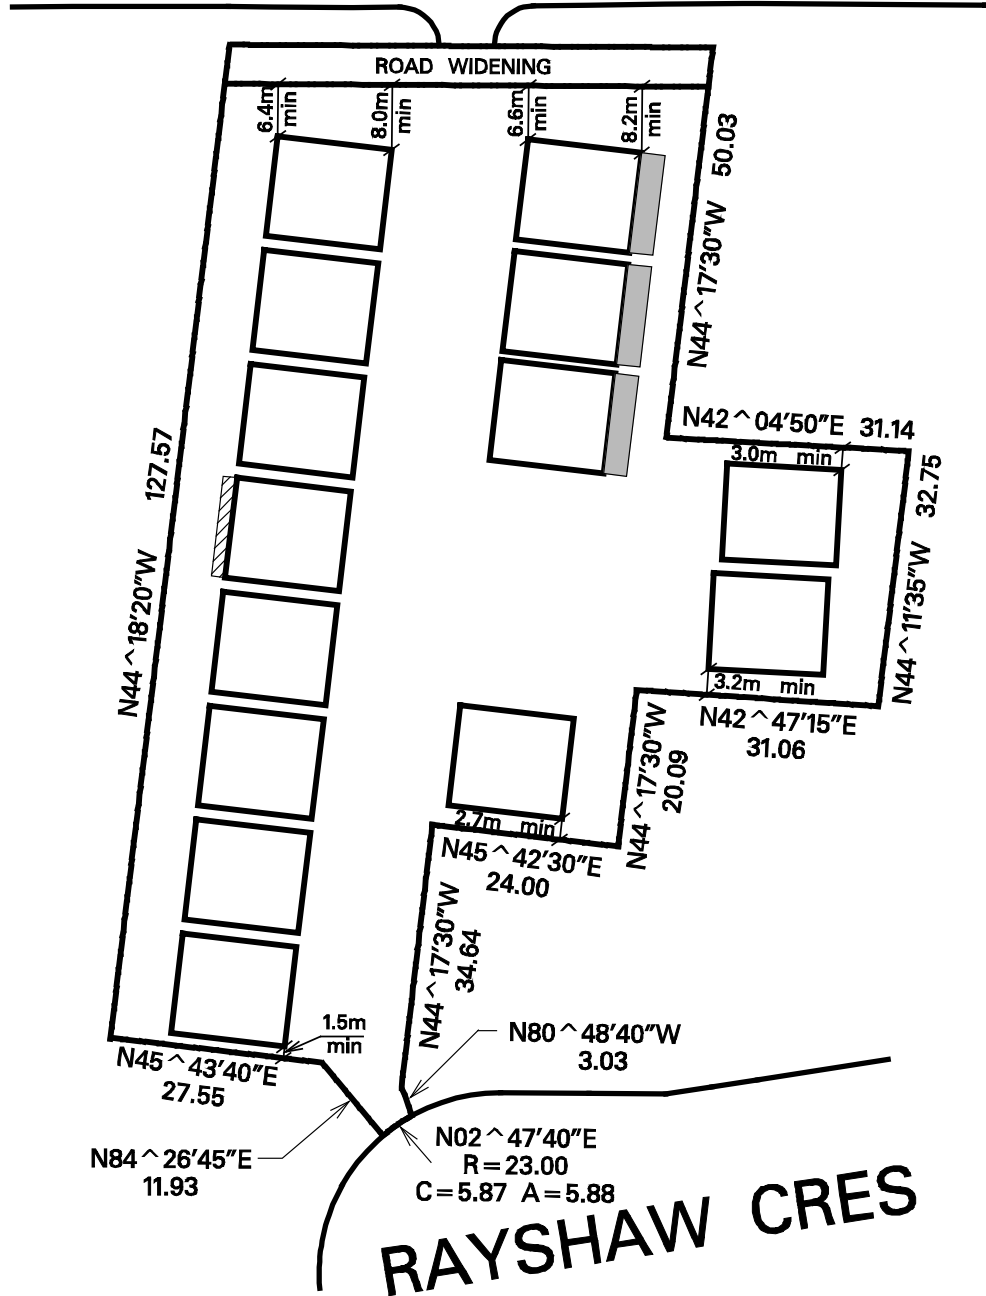 ROAD WIDENING
6.4m min
8.0m min
6.6m min
8.2m min
N44^17'30"W 50.03
N42^04'50"E 31.14
3.0m min
N44^11'35"W 32.75
N44^18'20"W 127.57
3.2m min
N42^47'15"E
31.06
N44^17'30"W
20.09
2.7m min
N45^42'30"E
24.00
N44^17'30"W
34.64
1.5m
min
N80^48'40"W
3.03
N45^43'40"E
27.55
N84^26'45"E
11.93
N02^47'40"E
R=23.00
C=5.87 A=5.88
RAYSHAW CRES